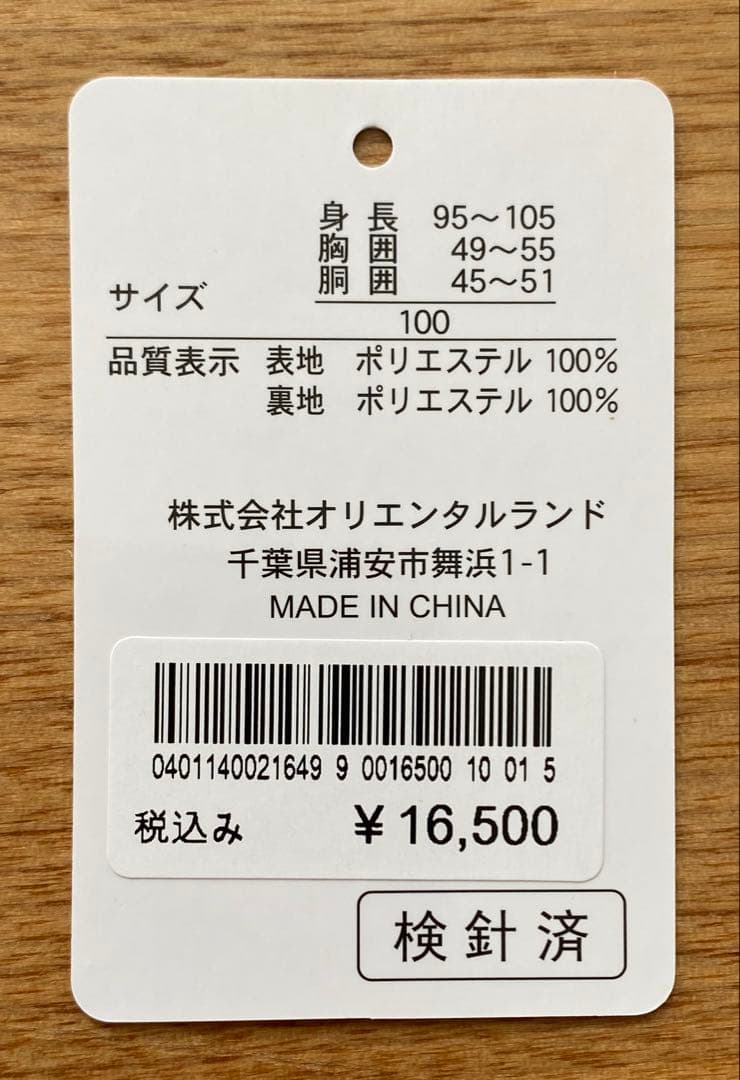 身長 95～105
胸囲 49～55
胴囲 45～51
サイズ 100
品質表示 表地 ポリエステル 100%
裏地 ポリエステル 100%
株式会社オリエンタルランド
千葉県浦安市舞浜1-1
MADE IN CHINA
0401140021649 9 0016500 10 01 5
税込み ¥16,500
検針済